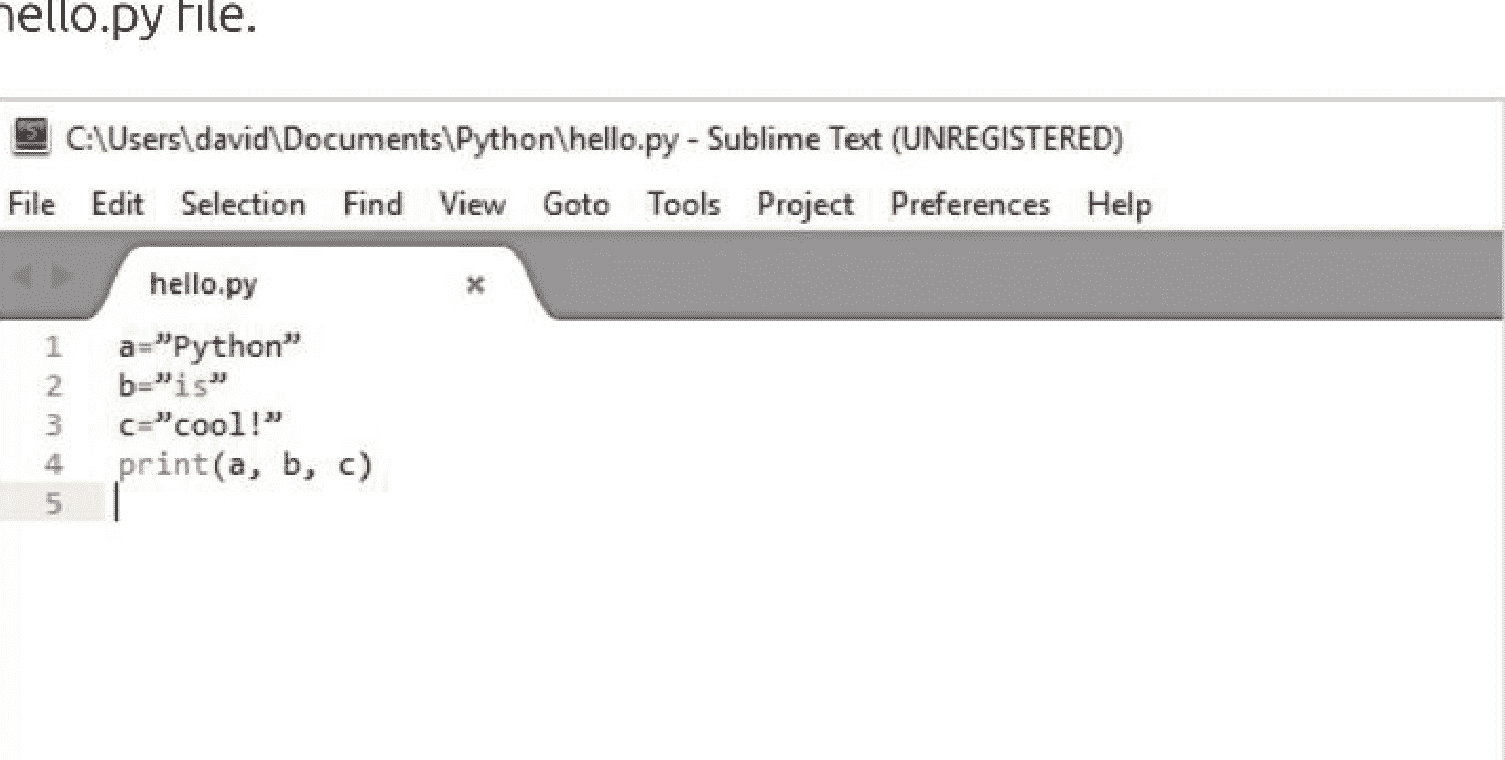 hello.py file.
C:\Users\david\Documents\Python\hello.py - Sublime Text (UNREGISTERED)
File Edit Selection Find View Goto Tools Project Preferences Help
hello.py ×
1 a=”Python”
2 b=”is”
3 c=”cool!”
4 print(a, b, c)
5